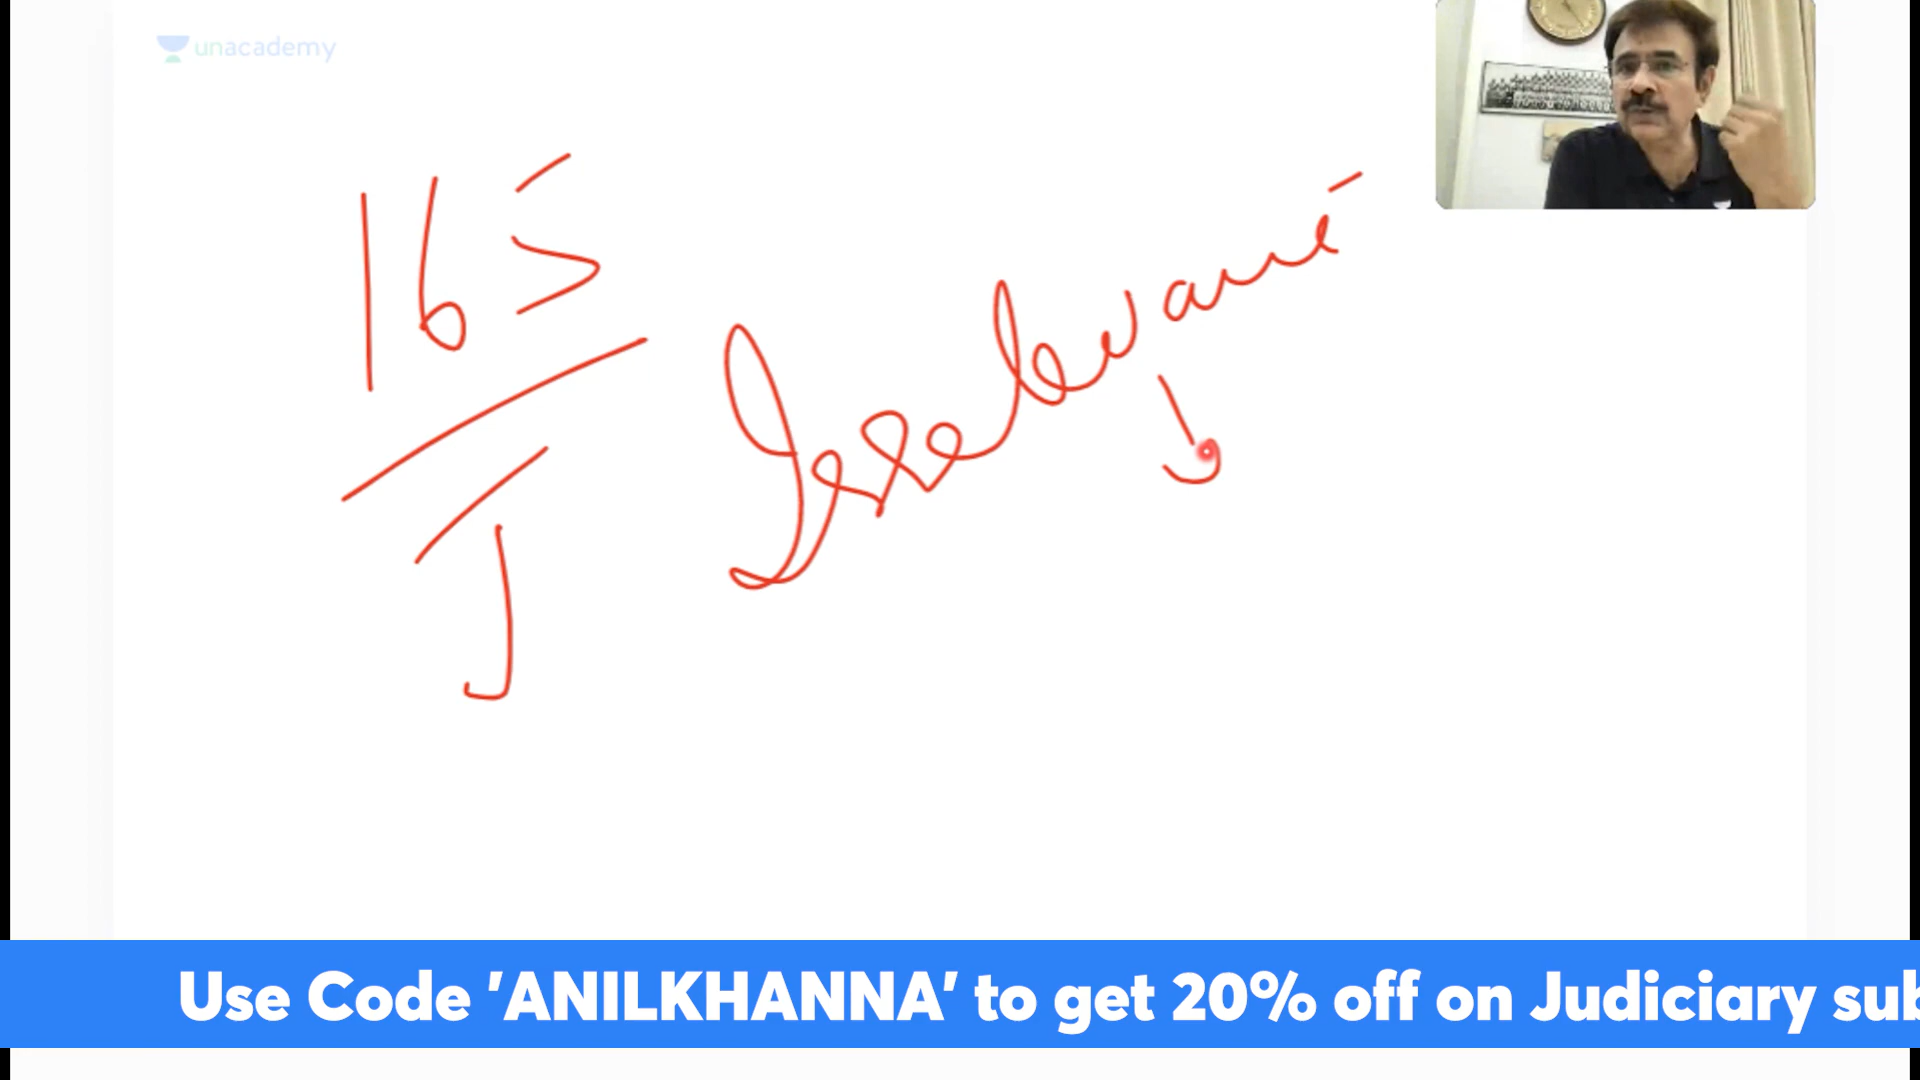 unacademy
165
J
Irrelevant
Use Code 'ANILKHANNA' to get 20% off on Judiciary sub